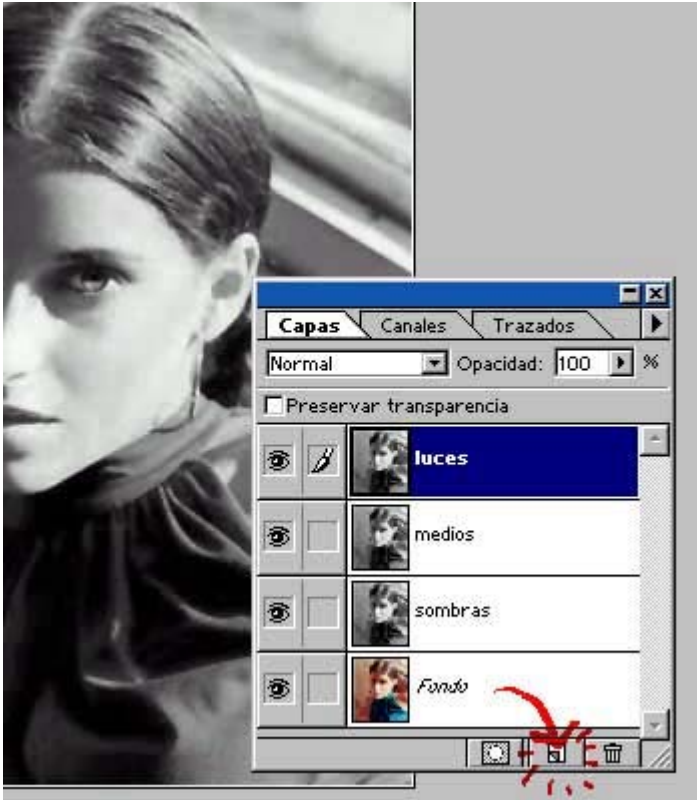 Capas Canales Trazados
Normal Opacidad: 100 %
Preservar transparencia
luces
medios
sombras
Fondo